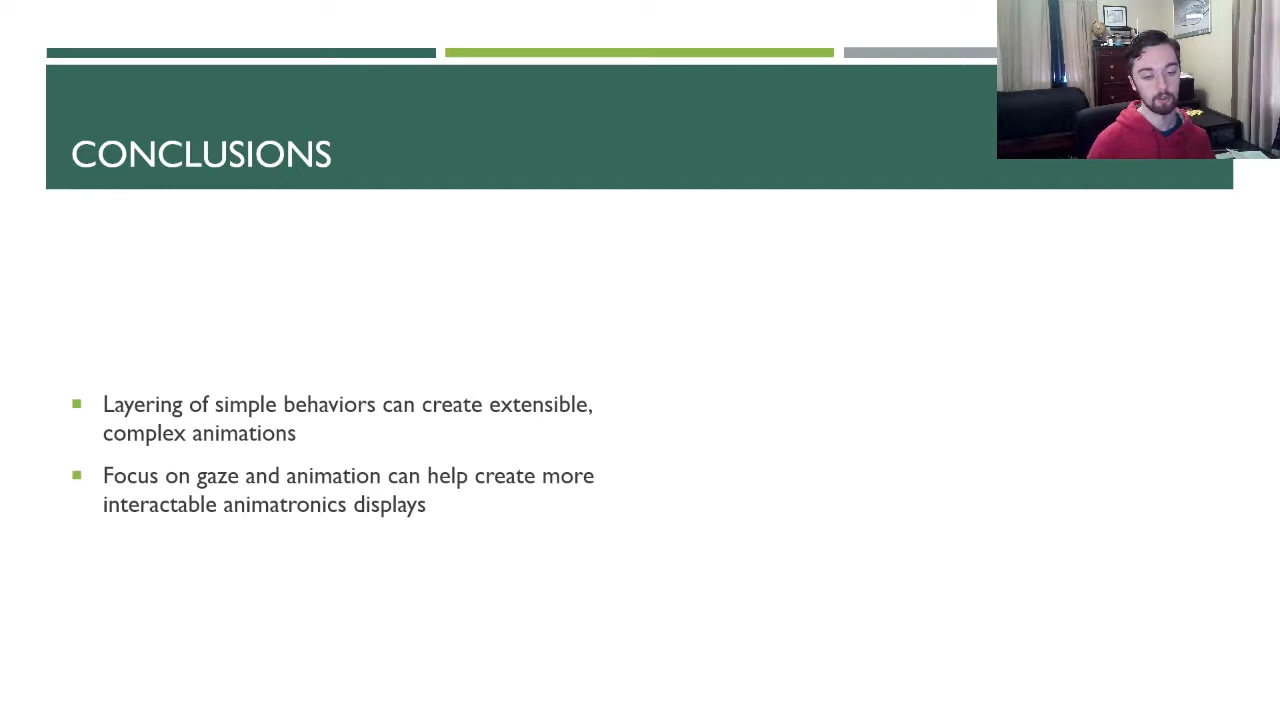 CONCLUSIONS
Layering of simple behaviors can create extensible,
complex animations
Focus on gaze and animation can help create more
interactable animatronics displays